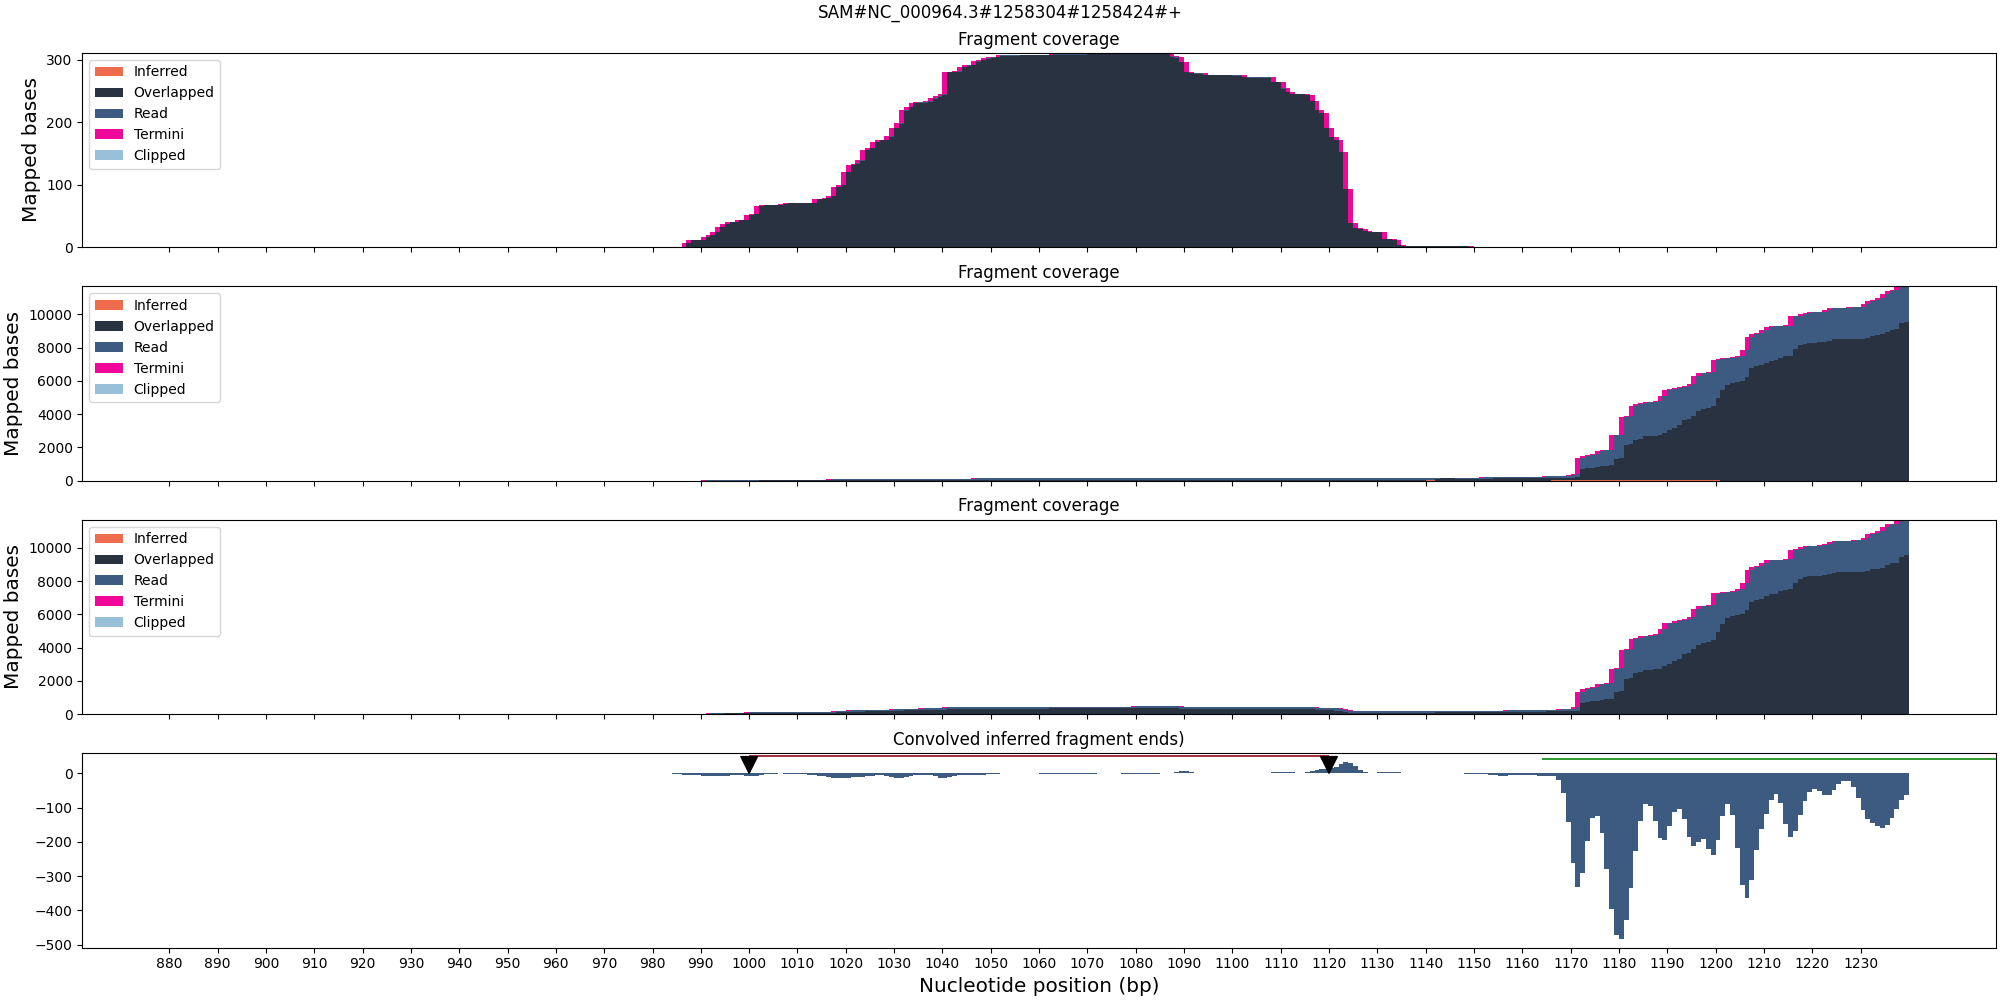 SAM#NC_000964.3#1258304#1258424#+
Fragment coverage
Mapped bases
300
200
100
0
Inferred
Overlapped
Read
Termini
Clipped
Fragment coverage
Mapped bases
10000
8000
6000
4000
2000
0
Inferred
Overlapped
Read
Termini
Clipped
Fragment coverage
Mapped bases
10000
8000
6000
4000
2000
0
Inferred
Overlapped
Read
Termini
Clipped
Convolved inferred fragment ends)
0
−100
−200
−300
−400
−500
880 890 900 910 920 930 940 950 960 970 980 990 1000 1010 1020 1030 1040 1050 1060 1070 1080 1090 1100 1110 1120 1130 1140 1150 1160 1170 1180 1190 1200 1210 1220 1230
Nucleotide position (bp)